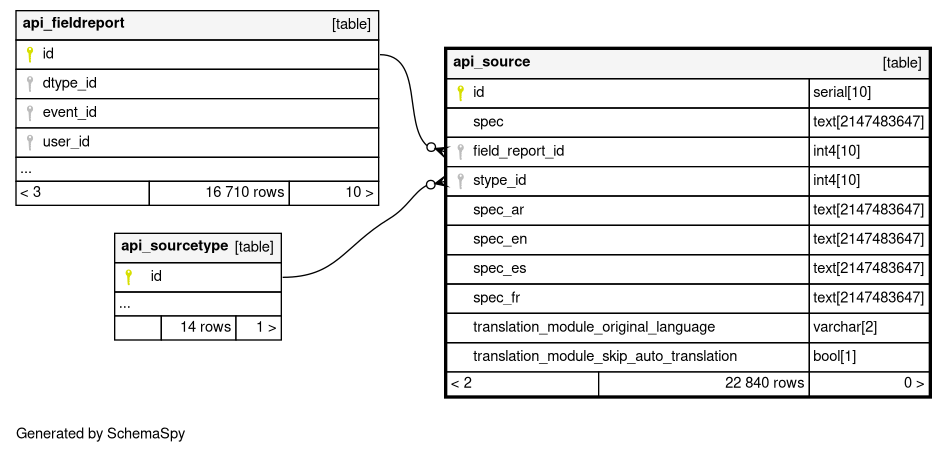 api_fieldreport [table]
id
dtype_id
event_id
user_id
...
< 3 16 710 rows 10 >
api_sourcetype [table]
id
...
14 rows 1 >
api_source [table]
id serial[10]
spec text[2147483647]
field_report_id int4[10]
stype_id int4[10]
spec_ar text[2147483647]
spec_en text[2147483647]
spec_es text[2147483647]
spec_fr text[2147483647]
translation_module_original_language varchar[2]
translation_module_skip_auto_translation bool[1]
< 2 22 840 rows 0 >
Generated by SchemaSpy